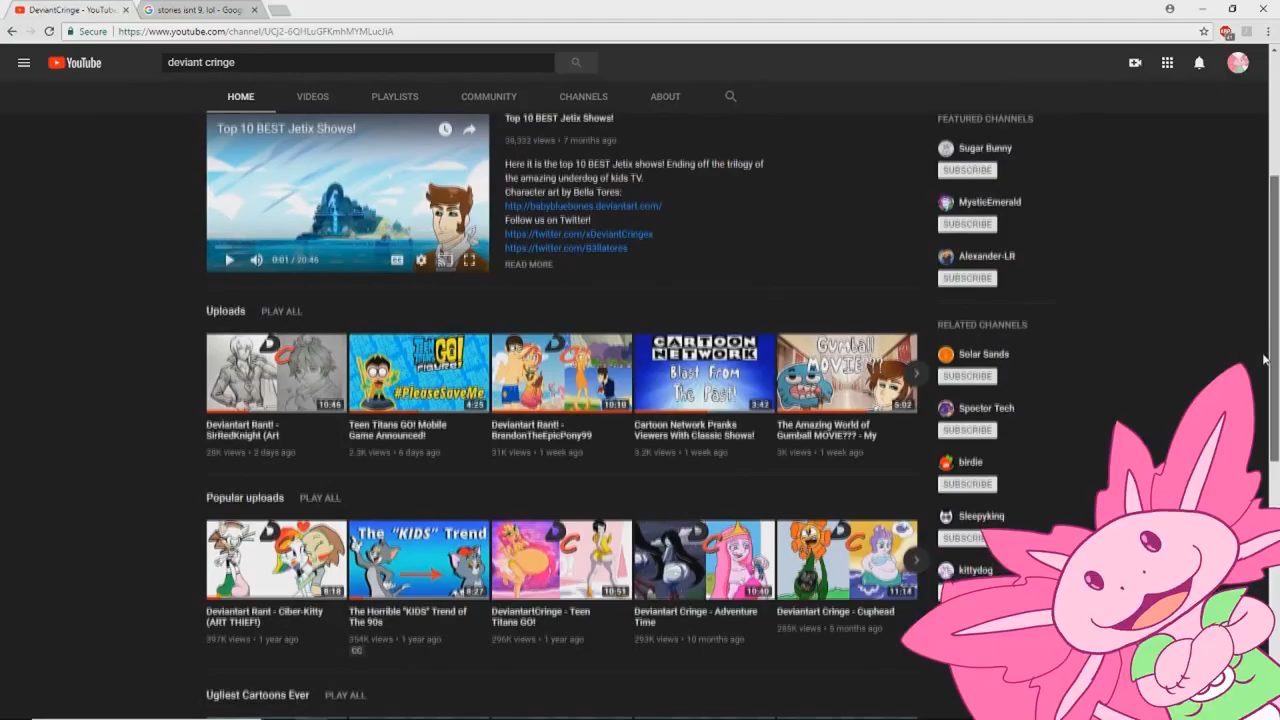 DeviantCringe - YouTube
stories isnt 9, lol - Goog
Secure
https://www.youtube.com/channel/UCj2-6QHLuGFKmhMYMLucJiA
YouTube
deviant cringe
HOME
VIDEOS
PLAYLISTS
COMMUNITY
CHANNELS
ABOUT
Top 10 BEST Jetix Shows!
0:01 / 20:46
Top 10 BEST Jetix Shows!
38,333 views • 7 months ago
Here it is the top 10 BEST Jetix shows! Ending off the trilogy of
the amazing underdog of kids TV.
Character art by Bella Tores:
http://babybluebones.deviantart.com/
Follow us on Twitter!
https://twitter.com/xDeviantCringex
https://twitter.com/B3llatores
READ MORE
FEATURED CHANNELS
Sugar Bunny
SUBSCRIBE
MysticEmerald
SUBSCRIBE
Alexander-LR
SUBSCRIBE
RELATED CHANNELS
Solar Sands
SUBSCRIBE
Spoctor Tech
SUBSCRIBE
birdie
SUBSCRIBE
Sleepykinq
SUBSCRIBE
kittydog
Uploads
PLAY ALL
D C
10:46
Deviantart Rant! -
SirRedKnight (Art
28K views • 2 days ago
TEEN TITANS GO!
FIGURE!
#PleaseSaveMe
4:25
Teen Titans GO! Mobile
Game Announced!
2.3K views • 6 days ago
D C
10:10
Deviantart Rant! -
BrandonTheEpicPony99
31K views • 1 week ago
CARTOON
NETWORK
Blast From
The Past!
3:42
Cartoon Network Pranks
Viewers With Classic Shows!
3.2K views • 1 week ago
Gumball
MOVIE???
5:02
The Amazing World of
Gumball MOVIE??? - My
3K views • 1 week ago
Popular uploads
PLAY ALL
D C
8:18
Deviantart Rant - Ciber-Kitty
(ART THIEF!)
397K views • 1 year ago
The "KIDS" Trend
8:27
The Horrible "KIDS" Trend of
The 90s
354K views • 1 year ago
CC
D C
10:51
DeviantartCringe - Teen
Titans GO!
296K views • 1 year ago
D C
10:40
Deviantart Cringe - Adventure
Time
293K views • 10 months ago
D C
11:14
Deviantart Cringe - Cuphead
285K views • 5 months ago
Ugliest Cartoons Ever
PLAY ALL